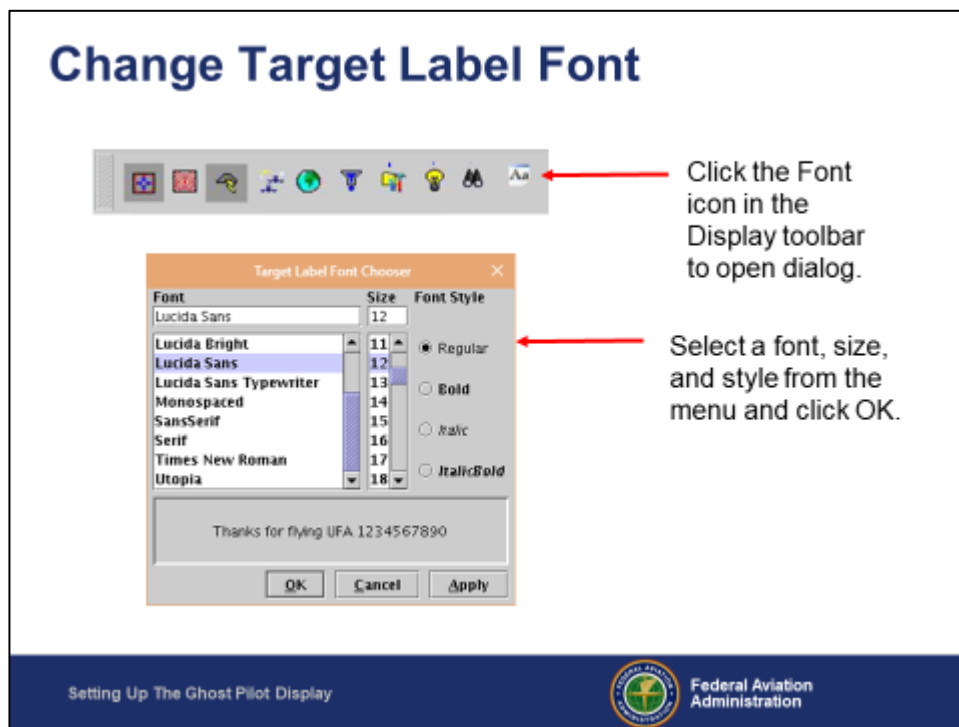 Change Target Label Font
Aa
Click the Font
icon in the
Display toolbar
to open dialog.
Target Label Font Chooser
Font Size Font Style
Lucida Sans 12
Lucida Bright 11 Regular
Lucida Sans 12
Lucida Sans Typewriter 13 Bold
Monospaced 14
SansSerif 15 Italic
Serif 16
Times New Roman 17 ItalicBold
Utopia 18
Select a font, size,
and style from the
menu and click OK.
Thanks for flying UFA 1234567890
OK Cancel Apply
Setting Up The Ghost Pilot Display
Federal Aviation
Administration